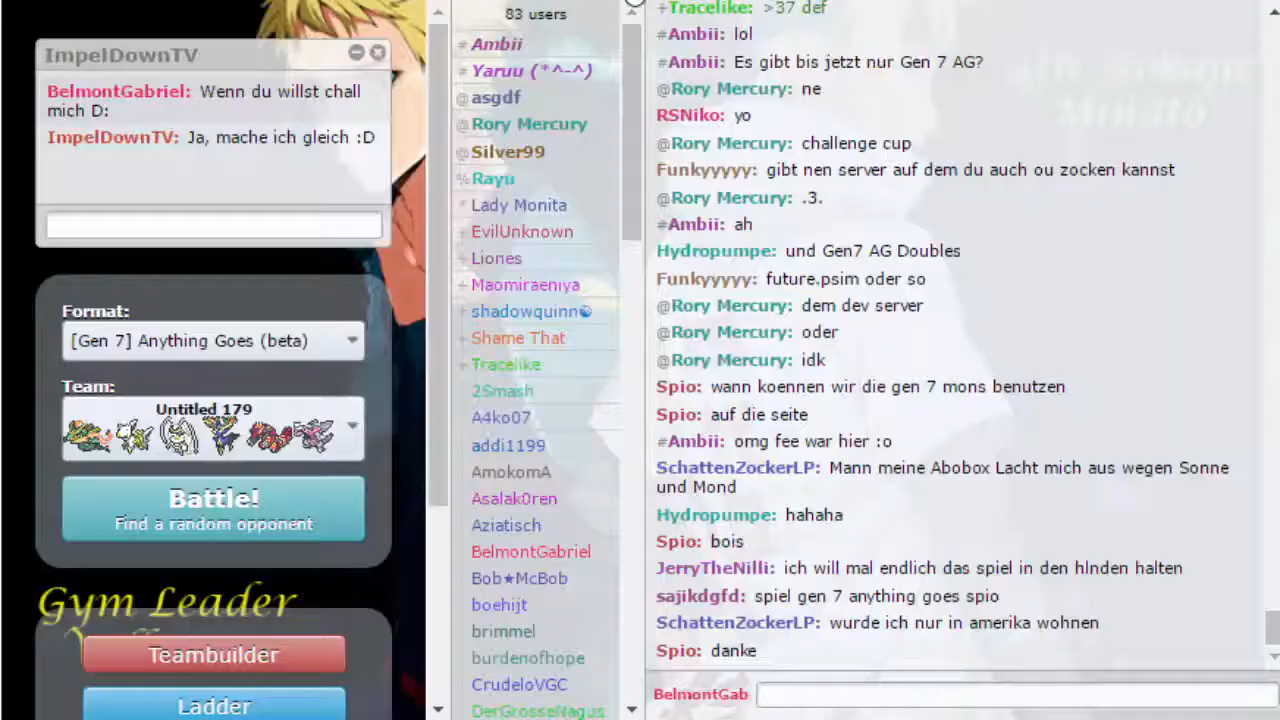 ImpelDownTV
BelmontGabriel: Wenn du willst chall
mich D:
ImpelDownTV: Ja, mache ich gleich :D
Format:
[Gen 7] Anything Goes (beta)
Team:
Untitled 179
Battle!
Find a random opponent
Gym Leader
Teambuilder
Ladder
83 users
#Ambii
#Yaruu (*^-^)
@asgdf
@Rory Mercury
@Silver99
%Rayu
*Lady Monita
+EvilUnknown
+Liones
+Maomiraeniya
+shadowquinn☯
+Shame That
+Tracelike
2Smash
A4ko07
addi1199
AmokomA
Asalak0ren
Aziatisch
BelmontGabriel
Bob★McBob
boehijt
brimmel
burdenofhope
CrudeloVGC
DerGrosseNagus
+Tracelike: >37 def
#Ambii: lol
#Ambii: Es gibt bis jetzt nur Gen 7 AG?
@Rory Mercury: ne
RSNiko: yo
@Rory Mercury: challenge cup
Funkyyyyy: gibt nen server auf dem du auch ou zocken kannst
@Rory Mercury: .3.
#Ambii: ah
Hydropumpe: und Gen7 AG Doubles
Funkyyyyy: future.psim oder so
@Rory Mercury: dem dev server
@Rory Mercury: oder
@Rory Mercury: idk
Spio: wann koennen wir die gen 7 mons benutzen
Spio: auf die seite
#Ambii: omg fee war hier :o
SchattenZockerLP: Mann meine Abobox Lacht mich aus wegen Sonne
und Mond
Hydropumpe: hahaha
Spio: bois
JerryTheNilli: ich will mal endlich das spiel in den hInden halten
sajikdgfd: spiel gen 7 anything goes spio
SchattenZockerLP: wurde ich nur in amerika wohnen
Spio: danke
BelmontGab